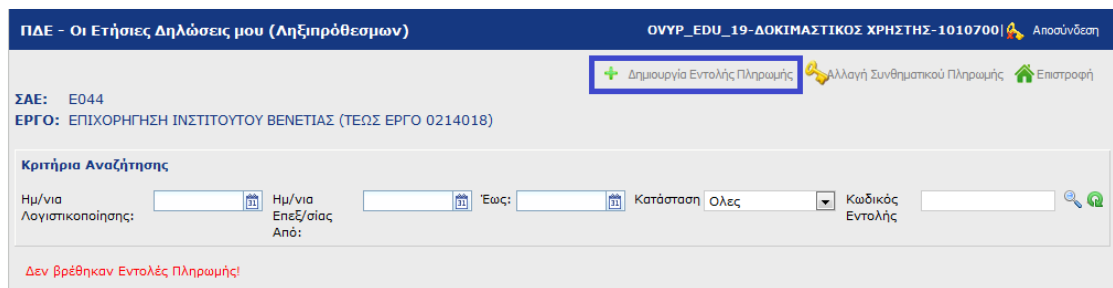 ΠΔΕ - Οι Ετήσιες Δηλώσεις μου (Ληξιπρόθεσμων) OVYP_EDU_19-ΔΟΚΙΜΑΣΤΙΚΟΣ ΧΡΗΣΤΗΣ-1010700| Αποσύνδεση
Δημιουργία Εντολής Πληρωμής Αλλαγή Συνθηματικού Πληρωμής Επιστροφή
ΣΑΕ: Ε044
ΕΡΓΟ: ΕΠΙΧΟΡΗΓΗΣΗ ΙΝΣΤΙΤΟΥΤΟΥ ΒΕΝΕΤΙΑΣ (ΤΕΩΣ ΕΡΓΟ 0214018)
Κριτήρια Αναζήτησης
Ημ/νια Λογιστικοποίησης:
Ημ/νια Επεξ/σίας Από:
Έως:
Κατάσταση Ολες
Κωδικός Εντολής
Δεν βρέθηκαν Εντολές Πληρωμής!